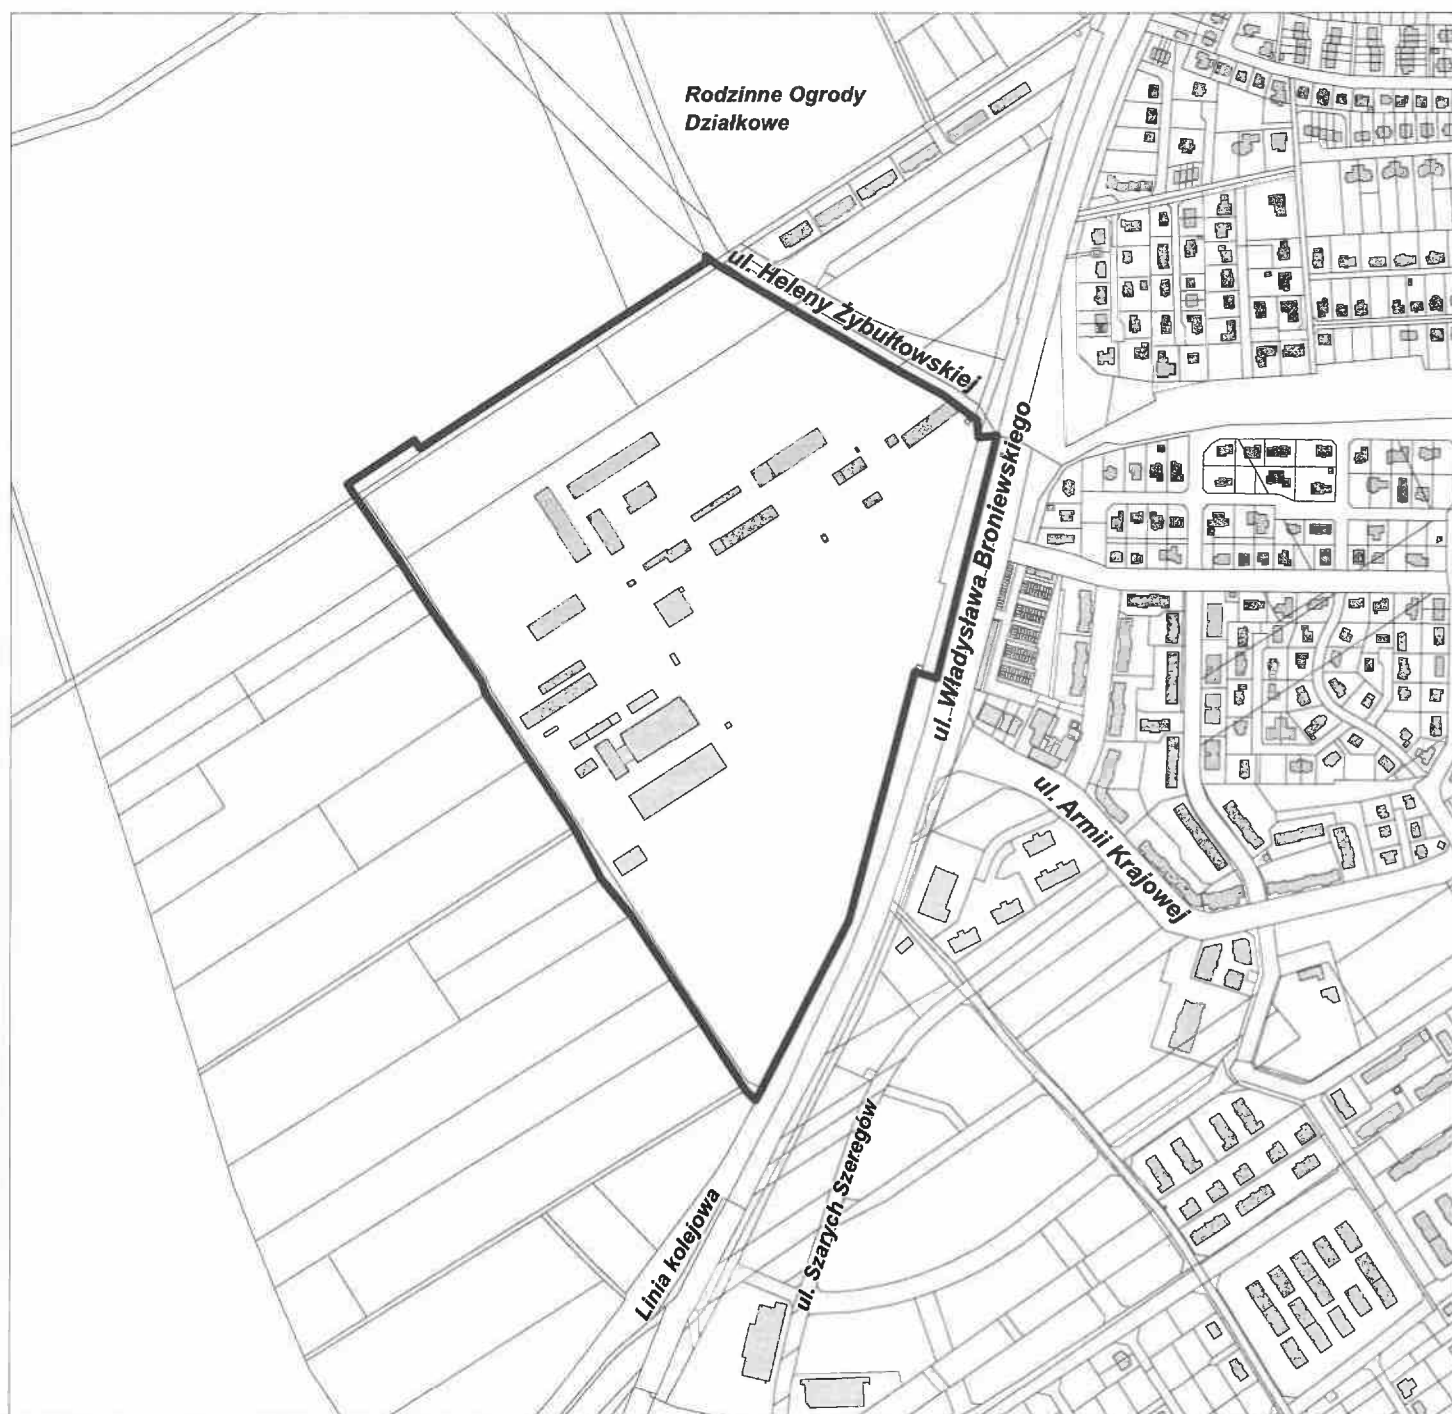 Rodzinne Ogrody
Działkowe
ul. Heleny Żybułtowskiej
ul. Władysława Broniewskiego
ul. Armii Krajowej
ul. Szarych Szeregów
Linia kolejowa